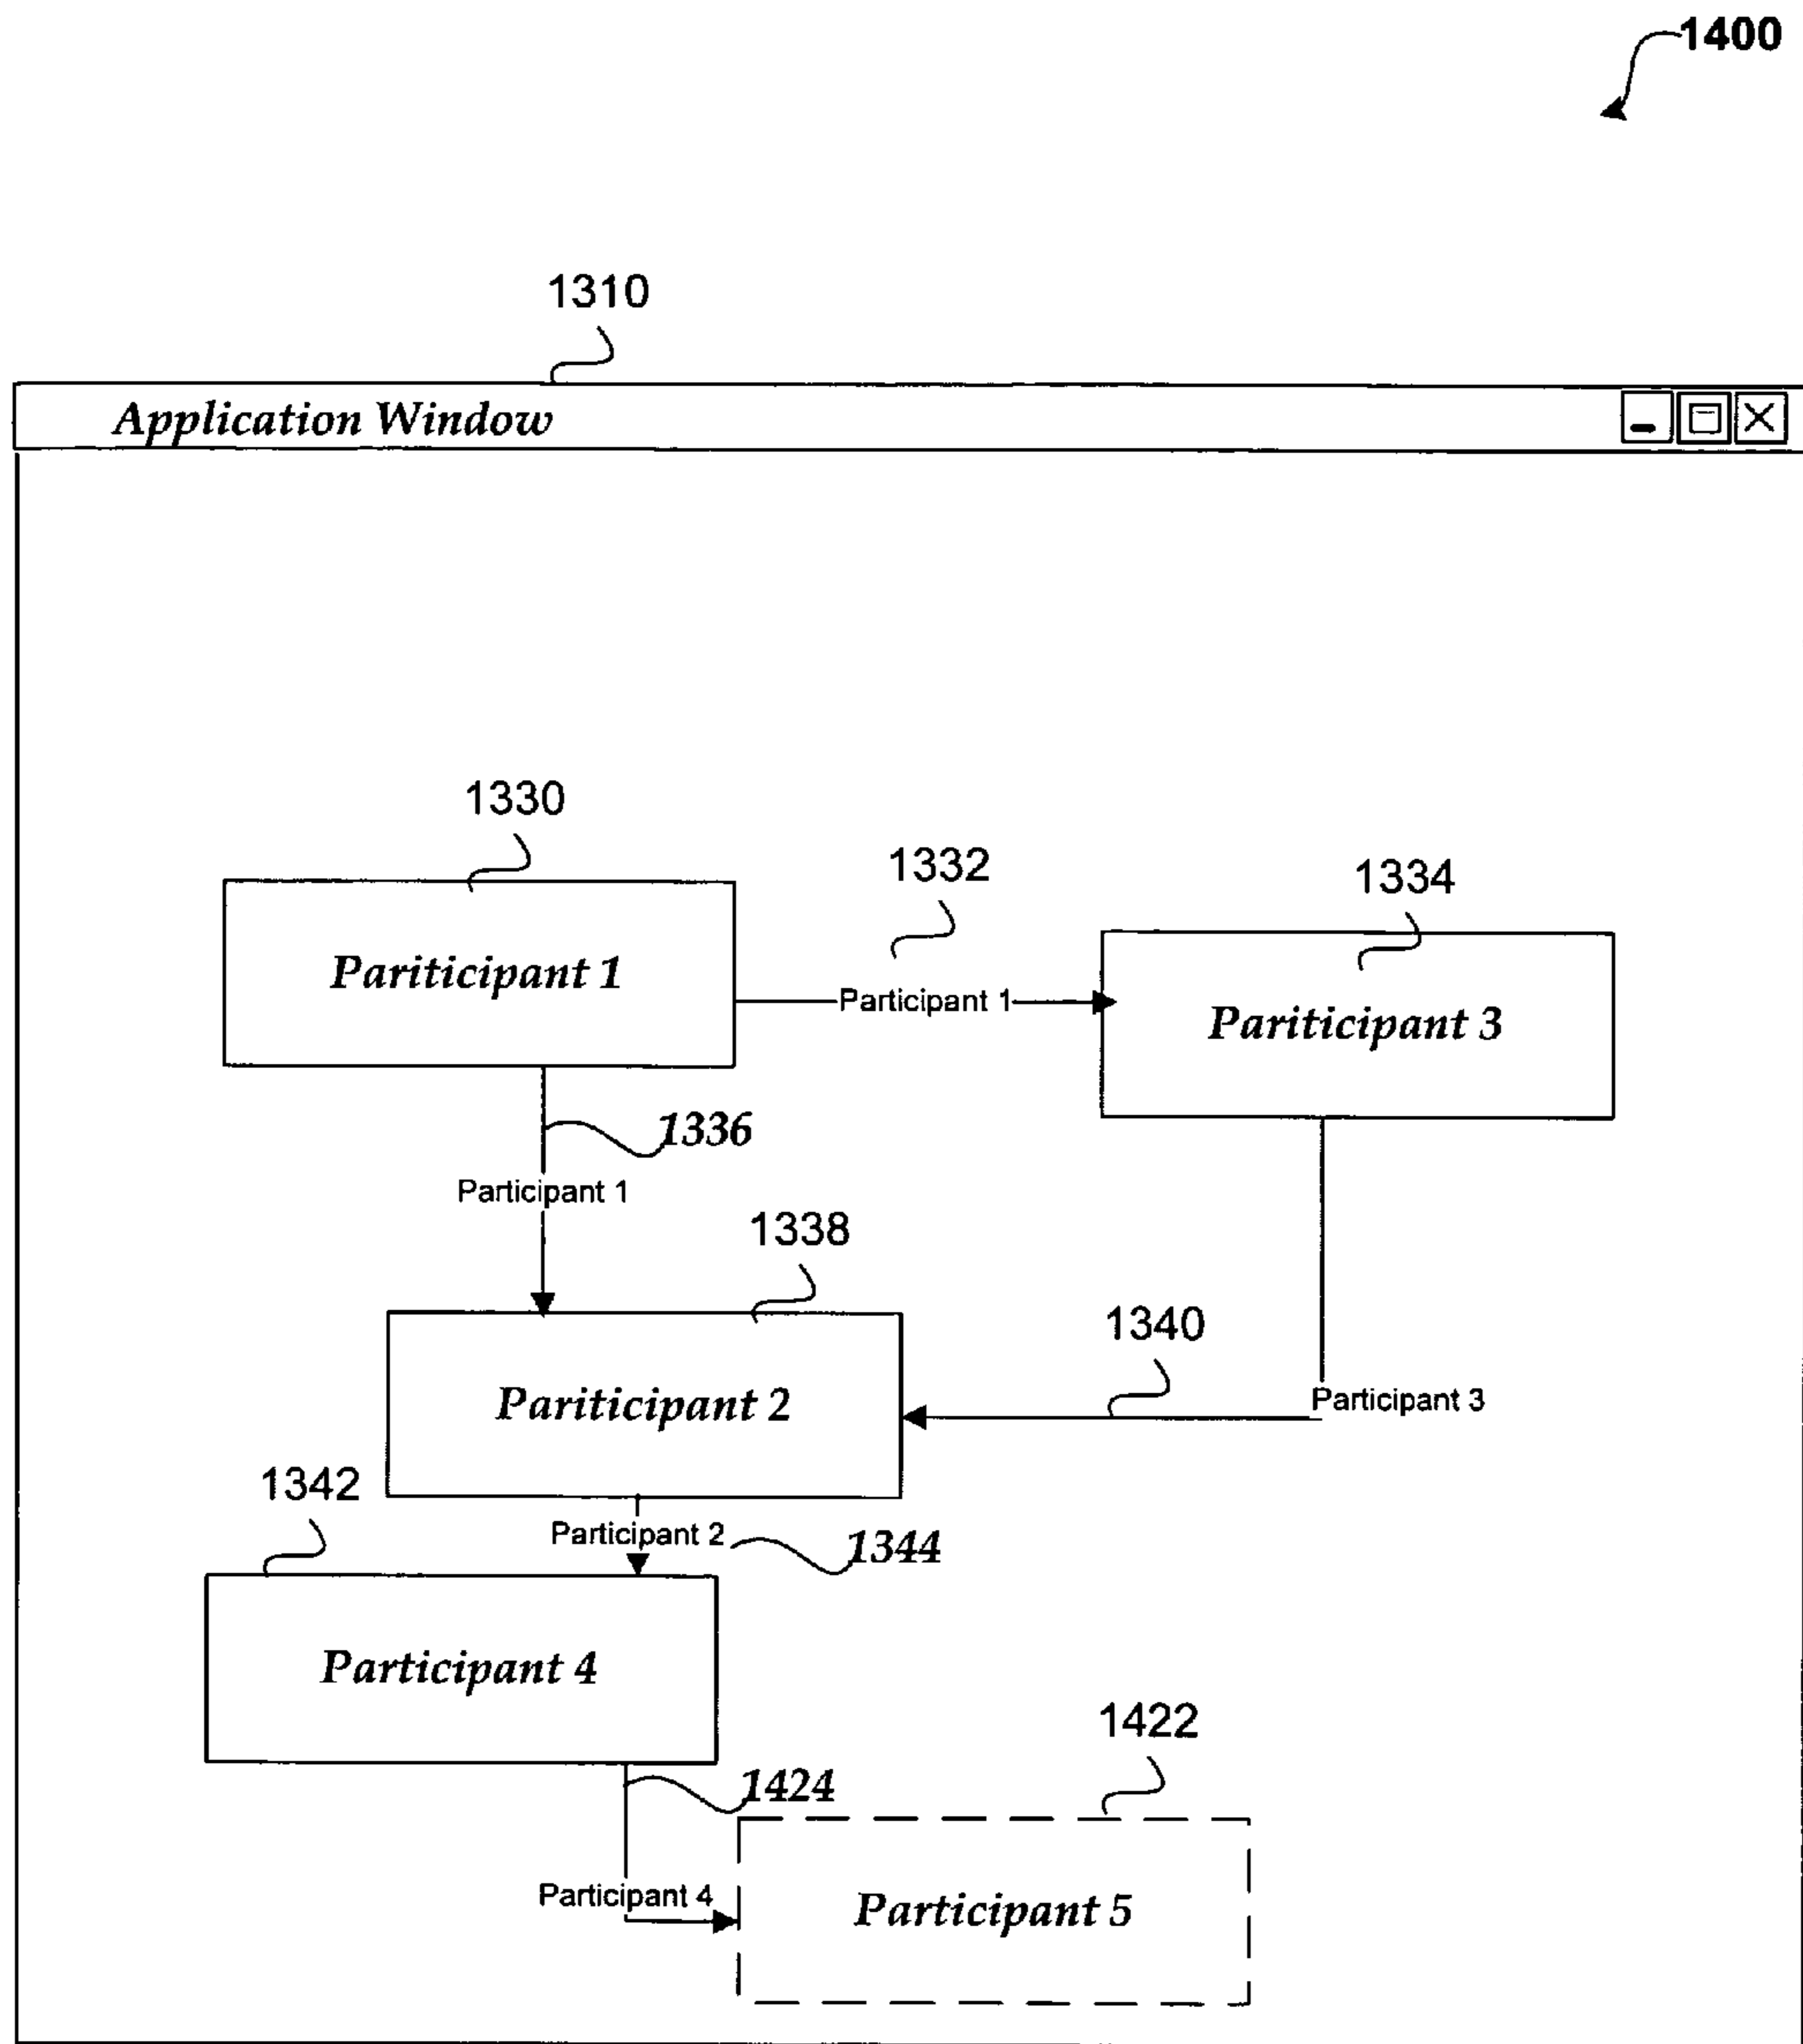 1400
1310
Application Window
1330
1332
1334
Pariticipant 1
Participant 1
Pariticipant 3
1336
Participant 1
1338
1340
Pariticipant 2
Participant 3
1342
Participant 2
1344
Participant 4
1422
1424
Participant 4
Participant 5